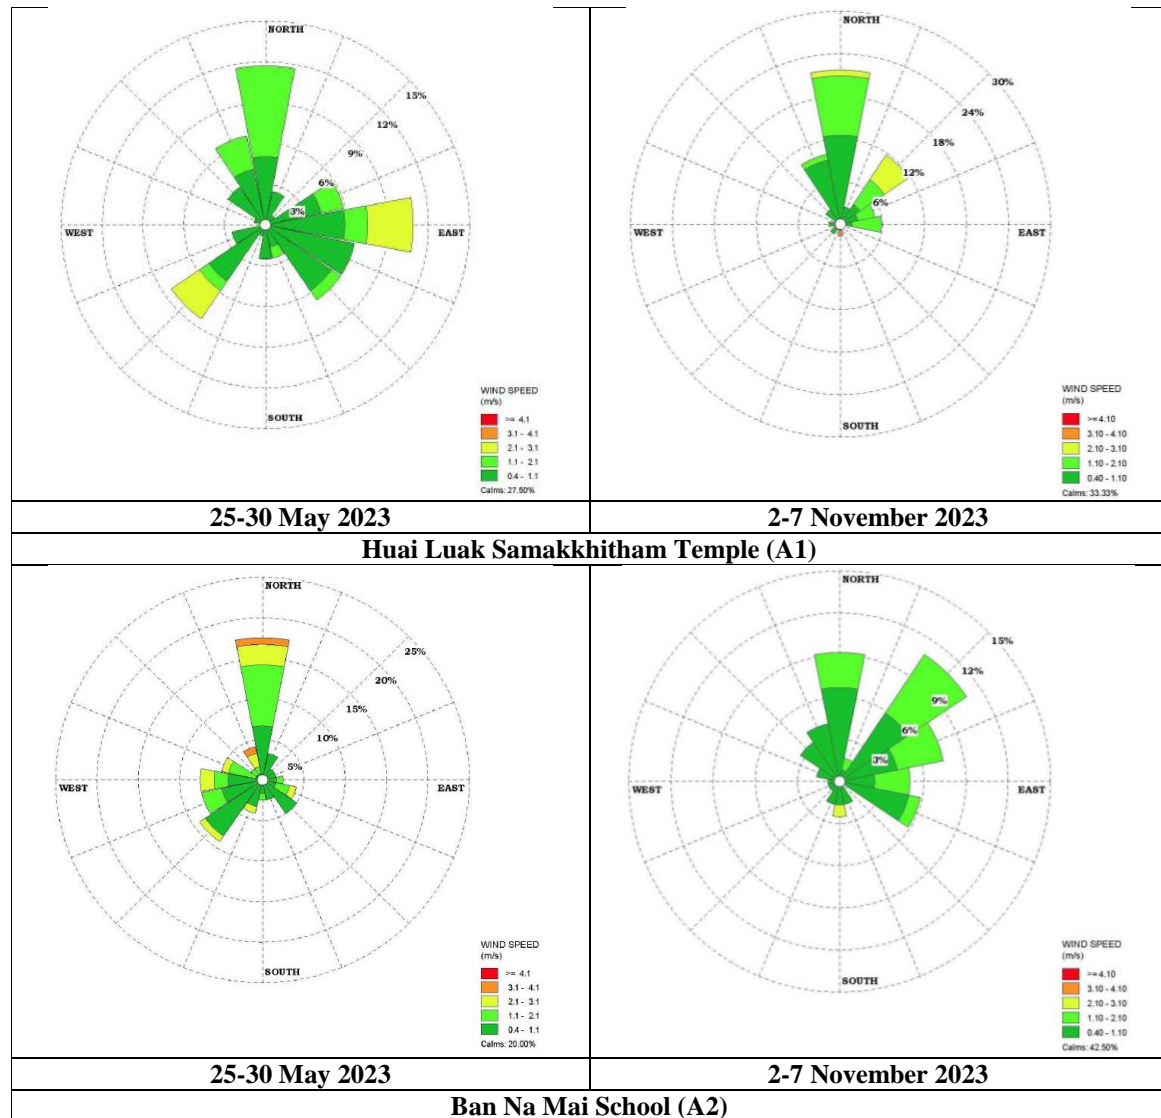 NORTH
15%
12%
9%
6%
3%
WEST
EAST
SOUTH
WIND SPEED
(m/s)
>= 4.1
3.1 - 4.1
2.1 - 3.1
1.1 - 2.1
0.4 - 1.1
Calms: 27.50%
NORTH
30%
24%
18%
12%
6%
WEST
EAST
SOUTH
WIND SPEED
(m/s)
>= 4.10
3.10 - 4.10
2.10 - 3.10
1.10 - 2.10
0.40 - 1.10
Calms: 33.33%
25-30 May 2023
2-7 November 2023
Huai Luak Samakkhitham Temple (A1)
NORTH
25%
20%
15%
10%
5%
WEST
EAST
SOUTH
WIND SPEED
(m/s)
>= 4.1
3.1 - 4.1
2.1 - 3.1
1.1 - 2.1
0.4 - 1.1
Calms: 20.00%
NORTH
15%
12%
9%
6%
3%
WEST
EAST
SOUTH
WIND SPEED
(m/s)
>= 4.10
3.10 - 4.10
2.10 - 3.10
1.10 - 2.10
0.40 - 1.10
Calms: 42.50%
25-30 May 2023
2-7 November 2023
Ban Na Mai School (A2)